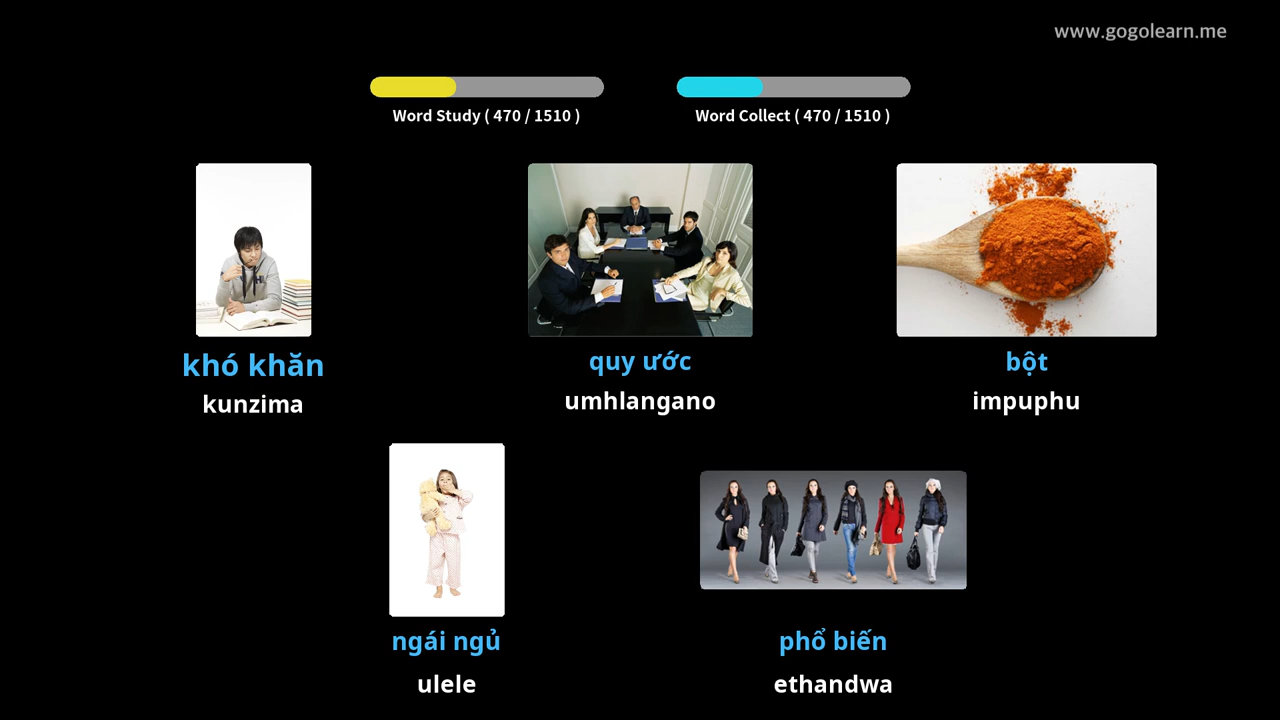 www.gogolearn.me
Word Study ( 470 / 1510 )
Word Collect ( 470 / 1510 )
khó khăn
kunzima
quy ước
umhlangano
bột
impuphu
ngái ngủ
ulele
phổ biến
ethandwa